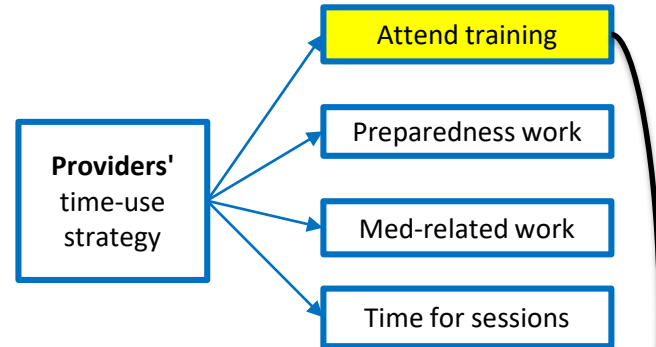 Attend training
Preparedness work
Providers'
time-use
strategy
Med-related work
Time for sessions